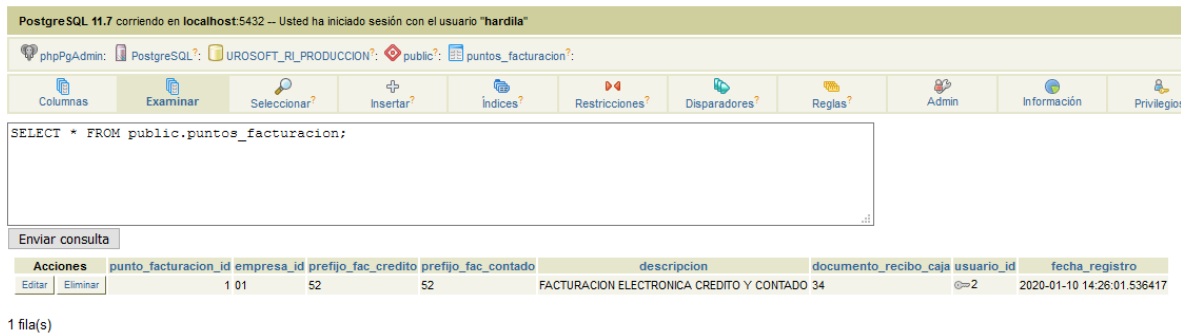 PostgreSQL 11.7 corriendo en localhost:5432 -- Usted ha iniciado sesión con el usuario "hardila"
phpPgAdmin: PostgreSQL?: UROSOFT_RI_PRODUCCION?: public?: puntos_facturacion?:
Columnas Examinar Seleccionar? Insertar? Índices? Restricciones? Disparadores? Reglas? Admin Información Privilegios
SELECT * FROM public.puntos_facturacion;
Enviar consulta
Acciones punto_facturacion_id empresa_id prefijo_fac_credito prefijo_fac_contado descripcion documento_recibo_caja usuario_id fecha_registro
Editar Eliminar 1 01 52 52 FACTURACION ELECTRONICA CREDITO Y CONTADO 34 2 2020-01-10 14:26:01.536417
1 fila(s)